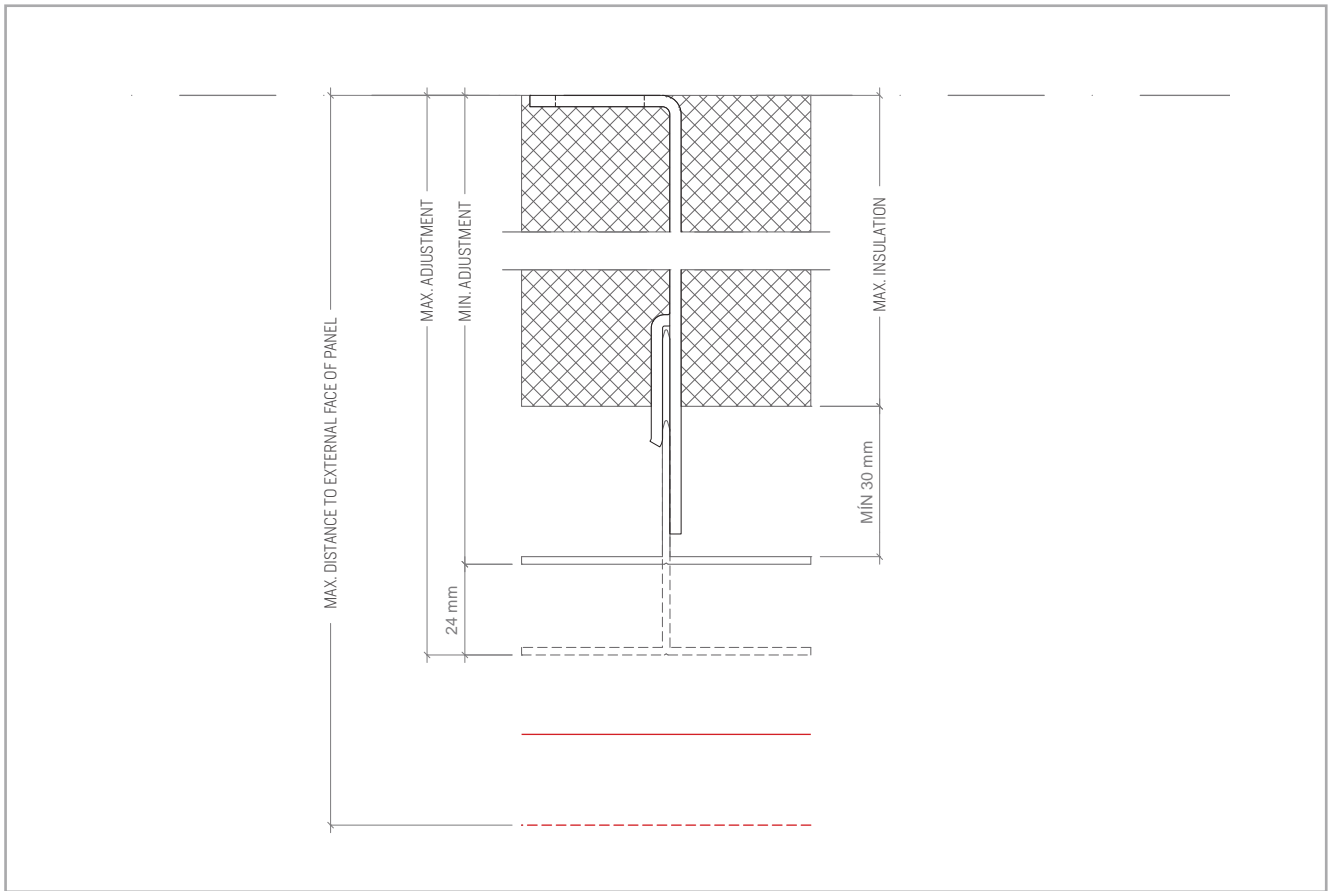 MAX. DISTANCE TO EXTERNAL FACE OF PANEL
MAX. ADJUSTMENT
MIN. ADJUSTMENT
24 mm
MAX. INSULATION
MÍN 30 mm